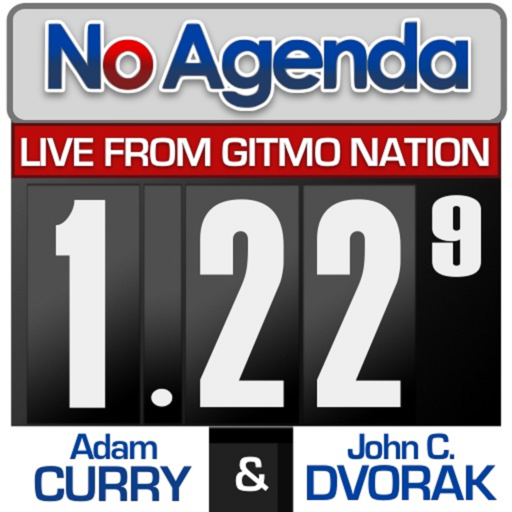 No Agenda
LIVE FROM GITMO NATION
1.22 9
Adam CURRY & John C. DVORAK